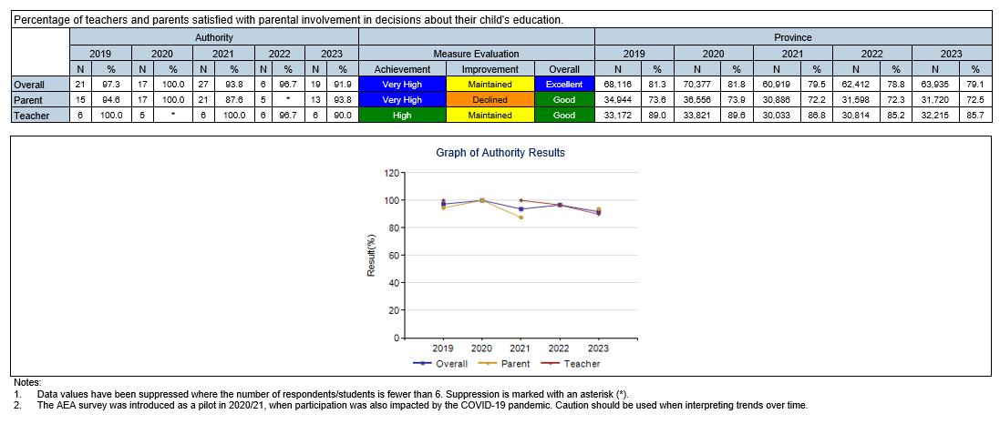 Percentage of teachers and parents satisfied with parental involvement in decisions about their child's education.
Authority Province
2019 2020 2021 2022 2023 Measure Evaluation 2019 2020 2021 2022 2023
N % N % N % N % N % Achievement Improvement Overall N % N % N % N % N %
Overall 21 97.3 17 100.0 27 93.8 6 96.7 19 91.9 Very High Maintained Excellent 68,116 81.3 70,377 81.8 60,919 79.5 62,412 78.8 63,935 79.1
Parent 15 94.6 17 100.0 21 87.6 5 * 13 93.8 Very High Declined Good 34,944 73.6 36,556 73.9 30,886 72.2 31,598 72.3 31,720 72.5
Teacher 6 100.0 5 * 6 100.0 6 96.7 6 90.0 High Maintained Good 33,172 89.0 33,821 89.6 30,033 86.8 30,814 85.2 32,215 85.7
Graph of Authority Results
120
100
80
60
40
20
0
Result(%)
2019 2020 2021 2022 2023
Overall Parent Teacher
Notes:
1. Data values have been suppressed where the number of respondents/students is fewer than 6. Suppression is marked with an asterisk (*).
2. The AEA survey was introduced as a pilot in 2020/21, when participation was also impacted by the COVID-19 pandemic. Caution should be used when interpreting trends over time.